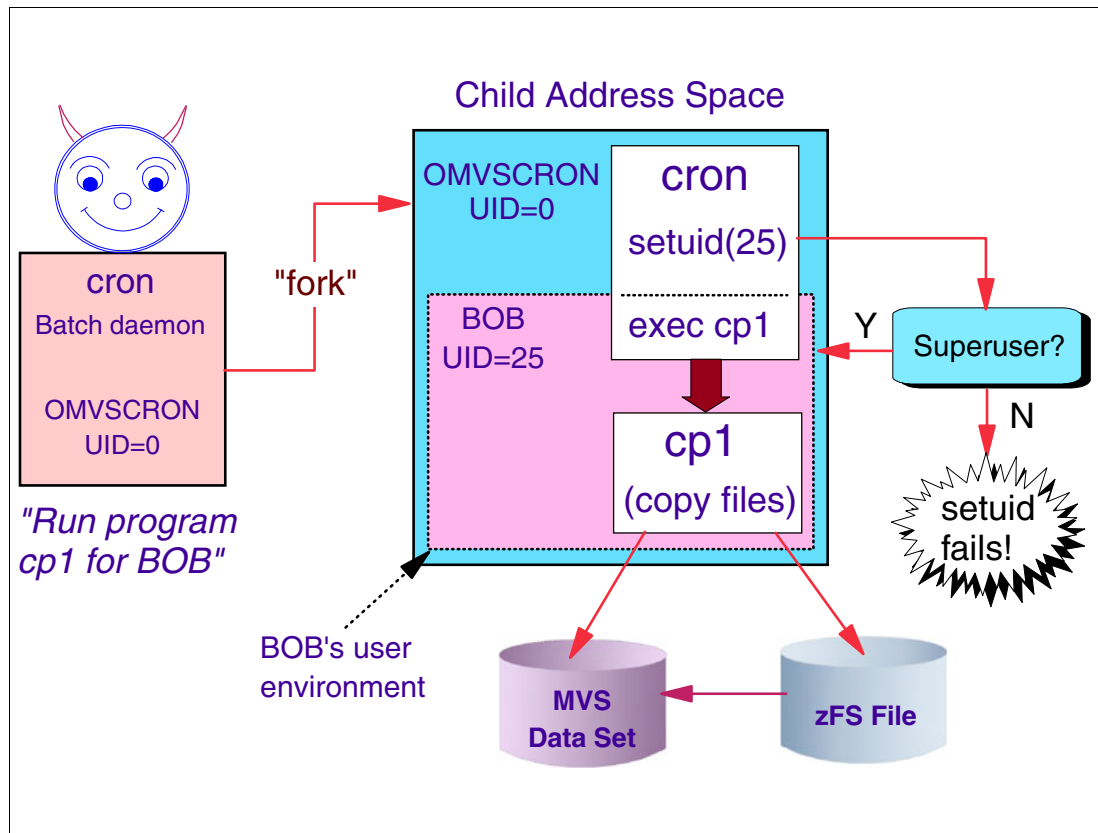 Child Address Space
cron
Batch daemon
OMVSCRON
UID=0
"Run program
cp1 for BOB"
"fork"
OMVSCRON
UID=0
cron
setuid(25)
exec cp1
BOB
UID=25
cp1
(copy files)
Superuser?
Y
N
setuid
fails!
BOB's user
environment
MVS
Data Set
zFS File